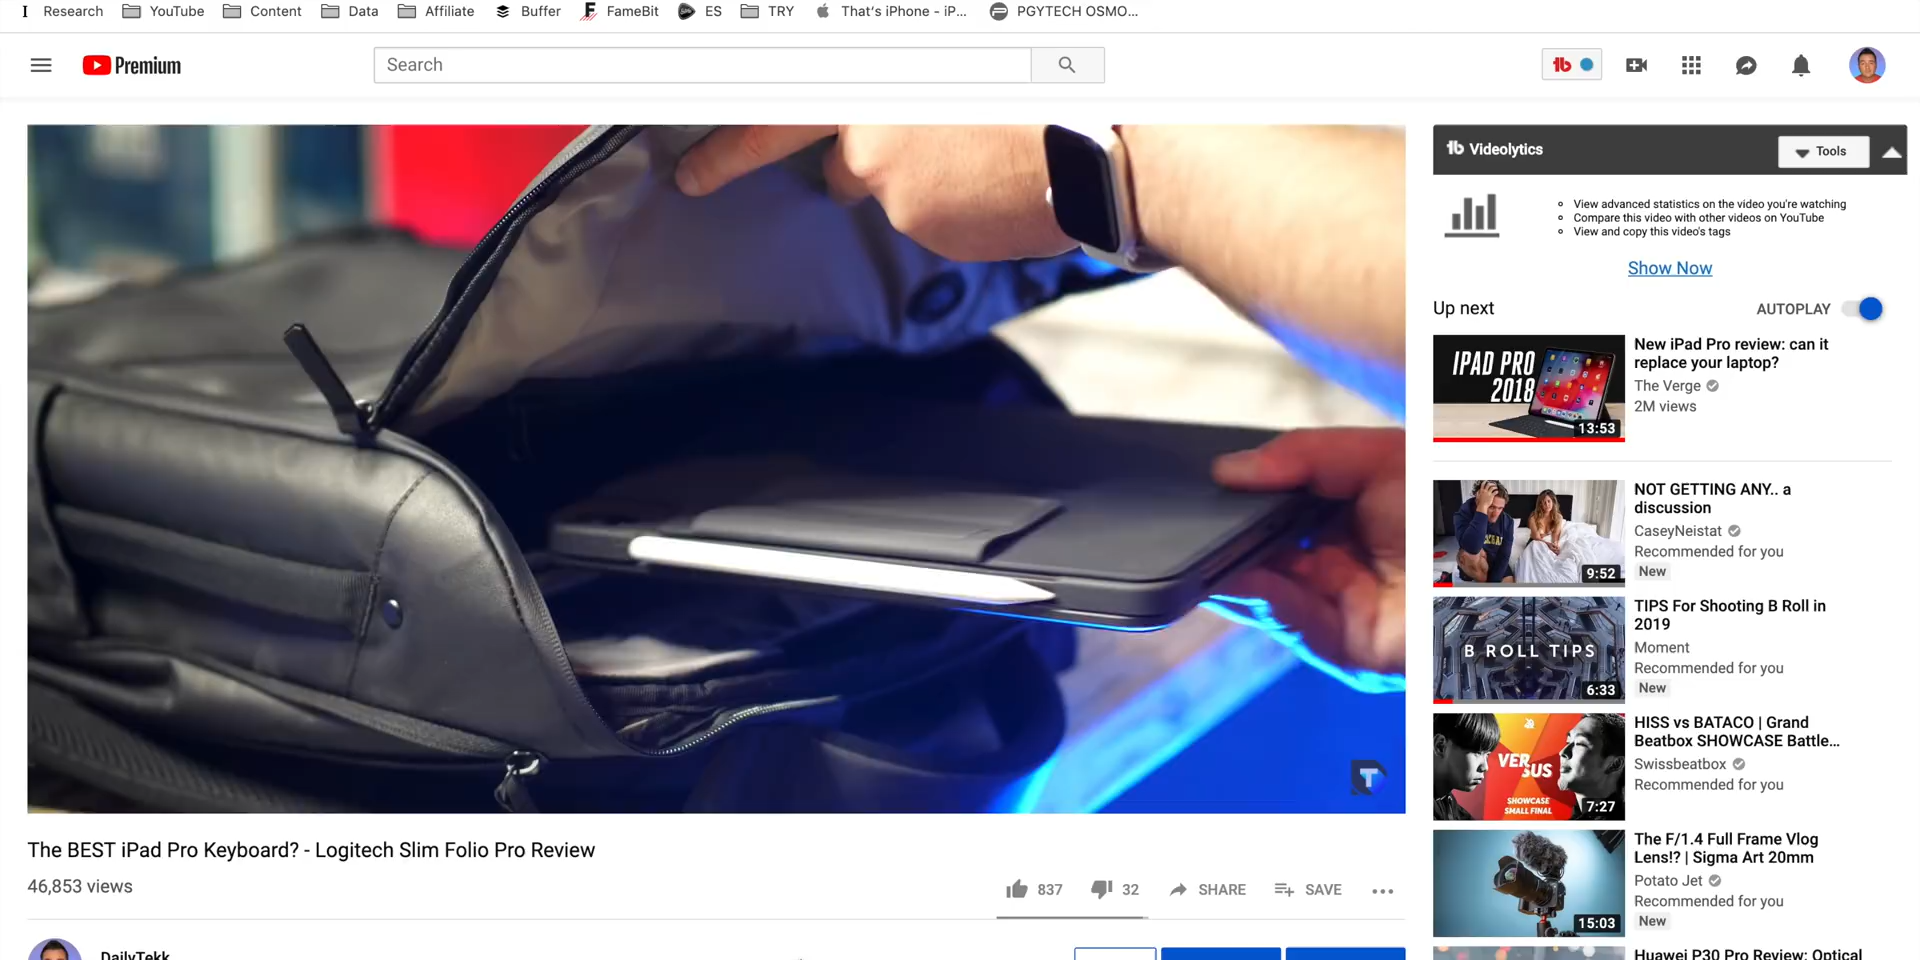 Research
YouTube
Content
Data
Affiliate
Buffer
FameBit
ES
TRY
That's iPhone - iP...
PGYTECH OSMO...
Premium
Search
tb
tb Videolytics
Tools
View advanced statistics on the video you're watching
Compare this video with other videos on YouTube
View and copy this video's tags
Show Now
Up next
AUTOPLAY
IPAD PRO
2018
13:53
New iPad Pro review: can it
replace your laptop?
The Verge
2M views
9:52
NOT GETTING ANY.. a
discussion
CaseyNeistat
Recommended for you
New
B ROLL TIPS
6:33
TIPS For Shooting B Roll in
2019
Moment
Recommended for you
New
VERSUS
SHOWCASE
SMALL FINAL
7:27
HISS vs BATACO | Grand
Beatbox SHOWCASE Battle...
Swissbeatbox
Recommended for you
15:03
The F/1.4 Full Frame Vlog
Lens!? | Sigma Art 20mm
Potato Jet
Recommended for you
New
Huawei P30 Pro Review: Optical
T
The BEST iPad Pro Keyboard? - Logitech Slim Folio Pro Review
46,853 views
837
32
SHARE
SAVE
DailyTekk